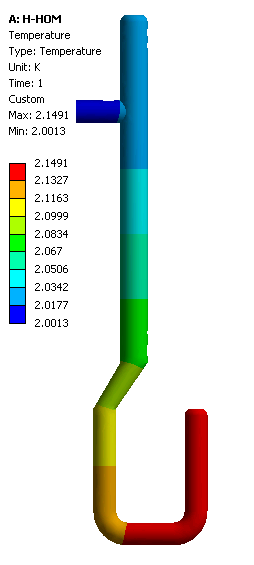 A: H-HOM
Temperature
Type: Temperature
Unit: K
Time: 1
Custom
Max: 2.1491
Min: 2.0013
2.1491
2.1327
2.1163
2.0999
2.0834
2.067
2.0506
2.0342
2.0177
2.0013